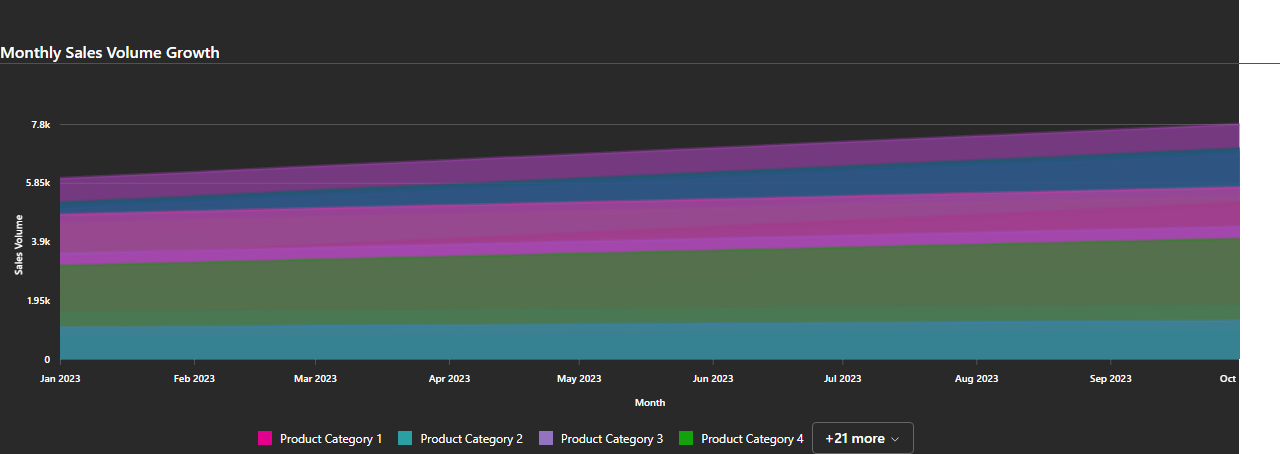 Monthly Sales Volume Growth
7.8k
5.85k
3.9k
1.95k
0
Sales Volume
Jan 2023 Feb 2023 Mar 2023 Apr 2023 May 2023 Jun 2023 Jul 2023 Aug 2023 Sep 2023 Oct
Month
Product Category 1 Product Category 2 Product Category 3 Product Category 4 +21 more